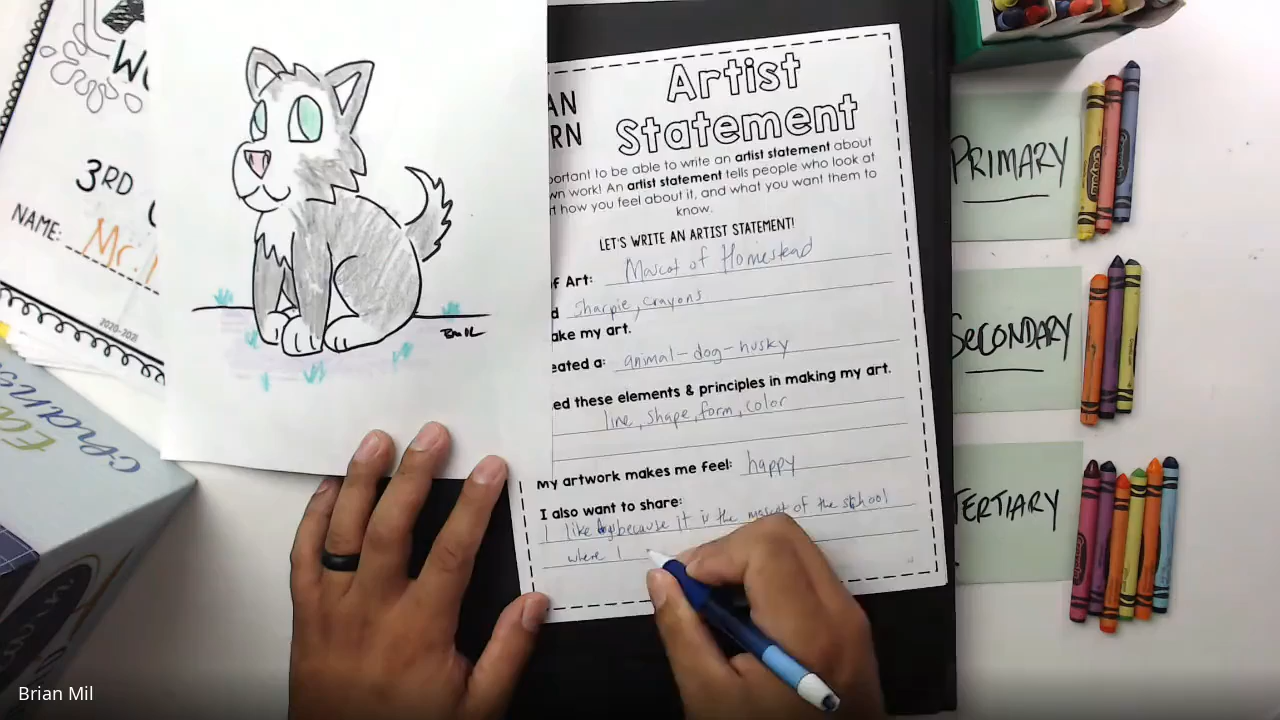 WO
3RD
NAME: Mr.
2020-2021
BMIL
AN
RN
Artist
Statement
portant to be able to write an artist statement about
wn work! An artist statement tells people who look at
rt how you feel about it, and what you want them to
know.
LET'S WRITE AN ARTIST STATEMENT!
f Art: Mascot of Homestead
d Sharpie, crayons
ake my art.
eated a: animal-dog-husky
ed these elements & principles in making my art.
line, shape, form, color
My artwork makes me feel: happy
I also want to share:
I like because it is the mascot of the school
where I
PRIMARY
SECONDARY
TERTIARY
Brian Mil